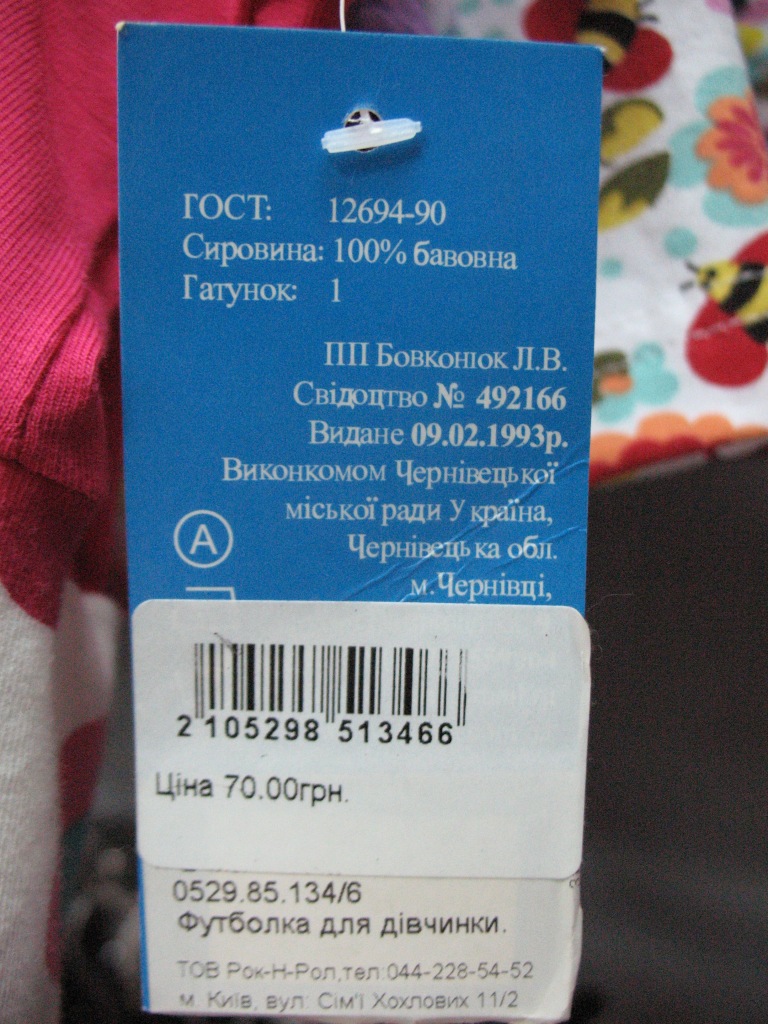 ГОСТ: 12694-90
Сировина: 100% бавовна
Гатунок: 1
ПП Бовконюк Л.В.
Свідоцтво № 492166
Видане 09.02.1993р.
Виконкомом Чернівецької
міської ради Україна,
Чернівецька обл.
м.Чернівці,
A
2 105298 513466
Ціна 70.00грн.
0529.85.134/6
Футболка для дівчинки.
ТОВ Рок-Н-Рол,тел:044-228-54-52
м. Київ, вул: Сім'ї Хохлових 11/2